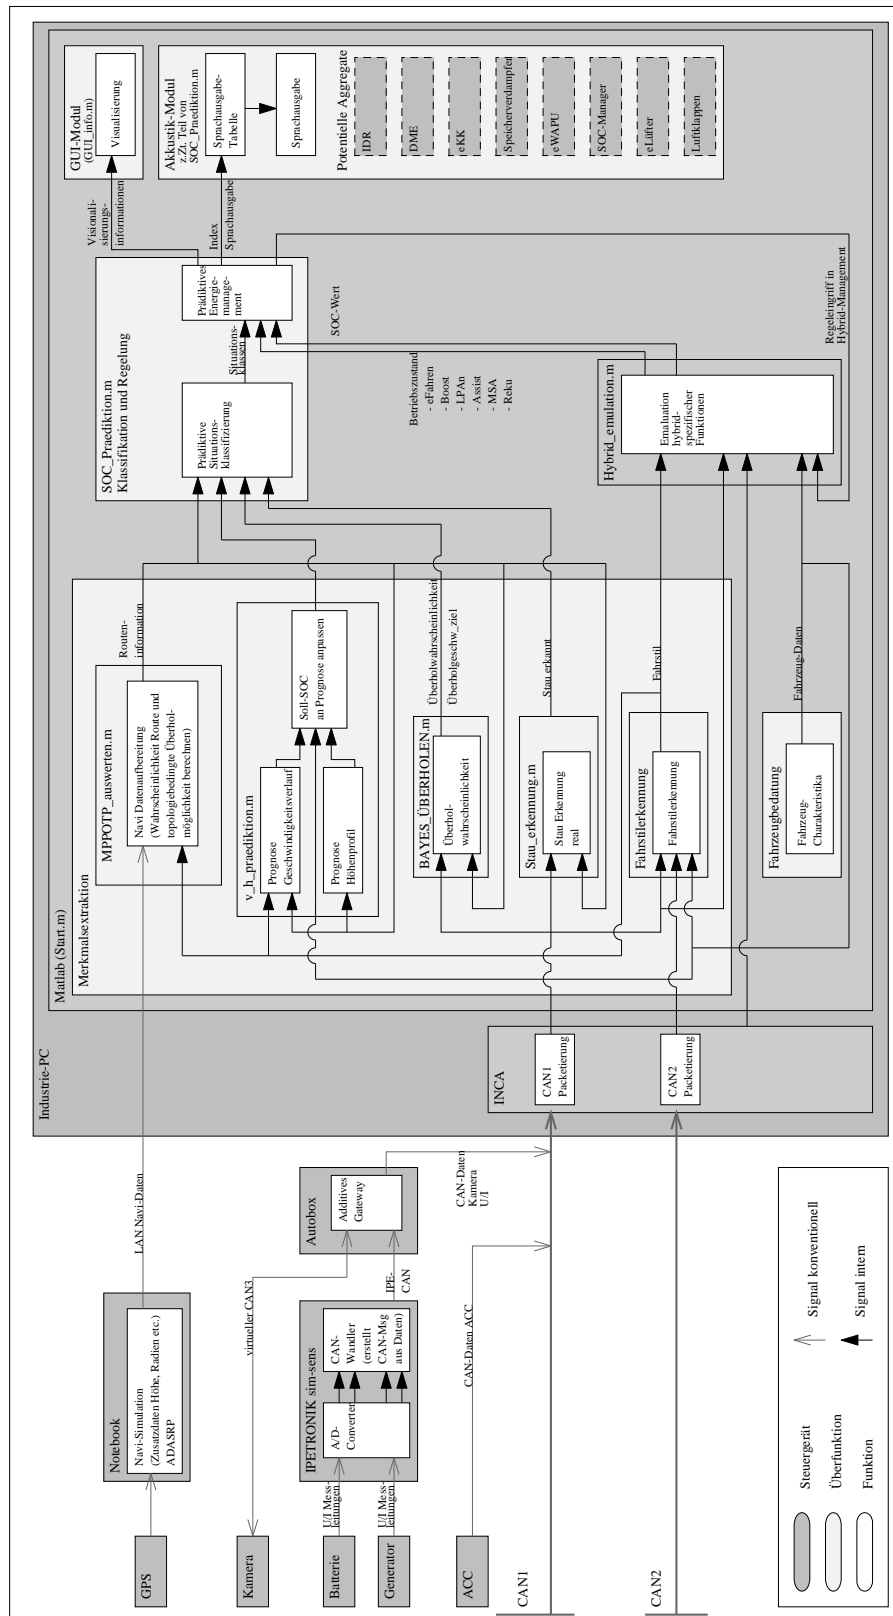 GPS
Kamera
Batterie
Generator
ACC
CAN1
CAN2
Notebook
Navi-Simulation
(Zusatzdaten Höhe, Radien etc.)
ADASRP
LAN Navi-Daten
virtueller CAN3
U/I Mess-
leitungen
U/I Mess-
leitungen
IPETRONIK sim-sens
A/D-
Converter
CAN-
Wandler
(erstellt
CAN-Msg
aus Daten)
IPE-
CAN
Autobox
Additives
Gateway
CAN-Daten
Kamera
U/I
CAN-Daten ACC
Steuergerät
Überfunktion
Funktion
Signal konventionell
Signal intern
Industrie-PC
INCA
CAN1
Packetierung
CAN2
Packetierung
Matlab (Start.m)
Merkmalsextraktion
MPPOTP_auswerten.m
Navi Datenaufbereitung
(Wahrscheinlichkeit Route und
topologiebedingte Überhol-
möglichkeit berechnen)
Routen-
information
v_h_praediktion.m
Prognose
Geschwindigkeitsverlauf
Prognose
Höhenprofil
Soll-SOC
an Prognose anpassen
BAYES_ÜBERHOLEN.m
Überhol-
wahrscheinlichkeit
Überholwahrscheinlichkeit
Überholgeschw_ziel
Stau_erkennung.m
Stau Erkennung
real
Stau erkannt
Fahrstilerkennung
Fahrstilerkennung
Fahrstil
Fahrzeugbedatung
Fahrzeug-
Charakteristika
Fahrzeug-Daten
SOC_Praediktion.m
Klassifikation und Regelung
Prädiktive
Situations-
klassifizierung
Situations-
klassen
Prädiktives
Energie-
manage-
ment
SOC-Wert
Betriebszustand
- eFahren
- Boost
- LPAn
- Assist
- MSA
- Reku
Hybrid_emulation.m
Emaluation
hybrid-
spezifischer
Funktionen
Regeleingriff in
Hybrid-Management
Visionali-
sierungs-
informationen
Index
Sprachausgabe
GUI-Modul
(GUI_info.m)
Visualisierung
Akkustik-Modul
z.Zt. Teil von
SOC_Praediktion.m
Sprachausgabe-
Tabelle
Sprachausgabe
Potentielle Aggregate
IDR
DME
eKK
Speicherverdampfer
eWAPU
SOC-Manager
eLüfter
Luftklappen